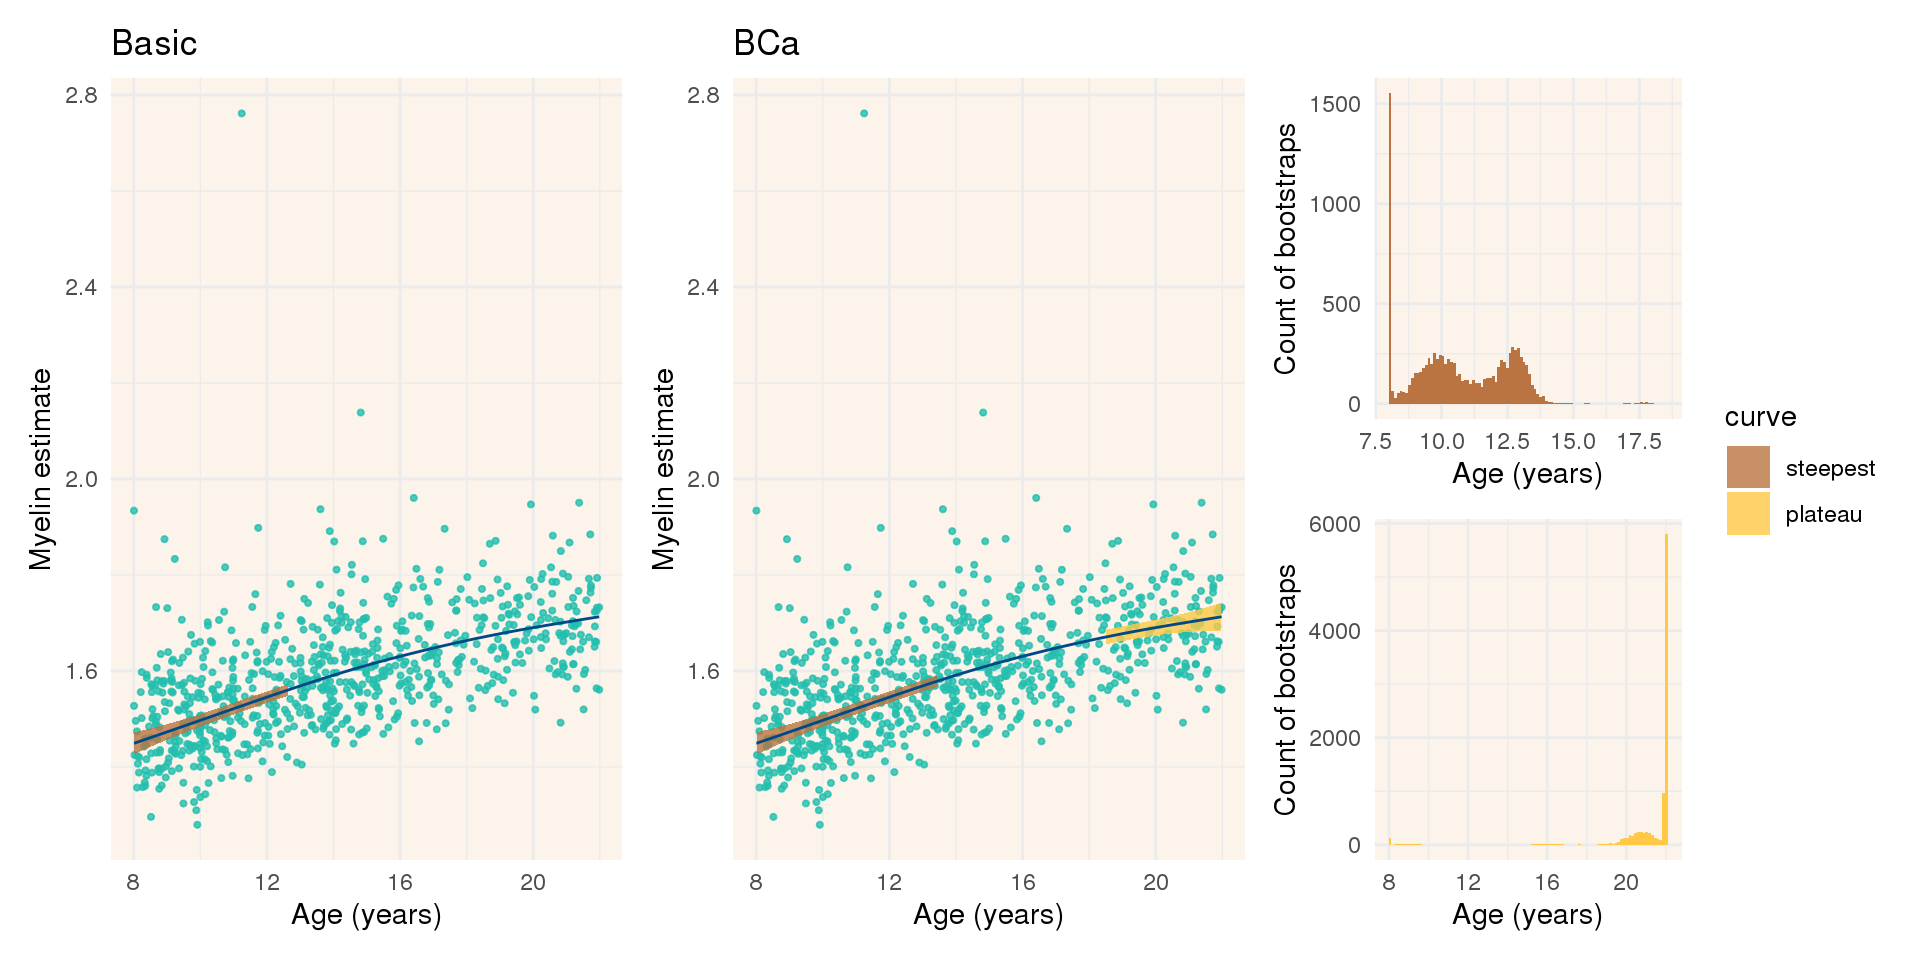 Basic
2.8
2.4
2.0
1.6
Myelin estimate
8 12 16 20
Age (years)
BCa
2.8
2.4
2.0
1.6
Myelin estimate
8 12 16 20
Age (years)
1500
1000
500
0
Count of bootstraps
7.5 10.0 12.5 15.0 17.5
Age (years)
6000
4000
2000
0
Count of bootstraps
8 12 16 20
Age (years)
curve
steepest
plateau